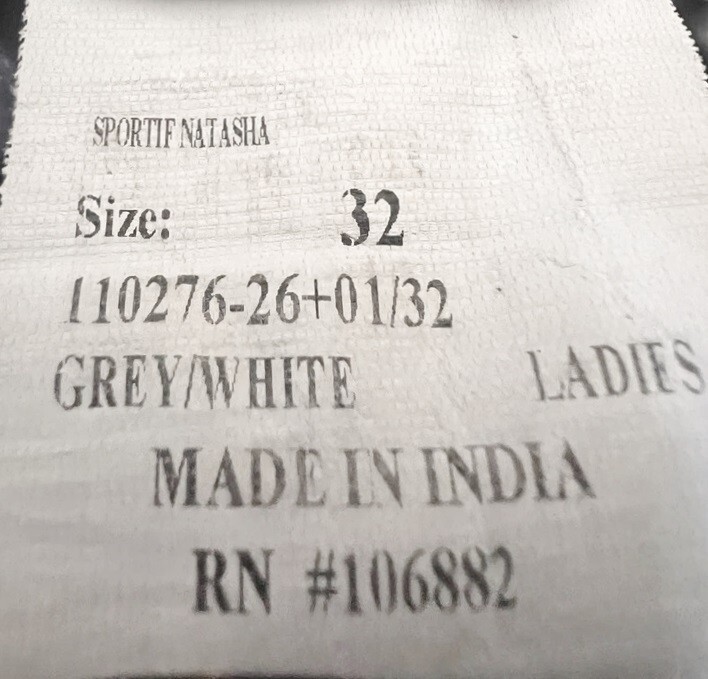 SPORTIF NATASHA
Size: 32
110276-26+01/32
GREY/WHITE LADIES
MADE IN INDIA
RN #106882